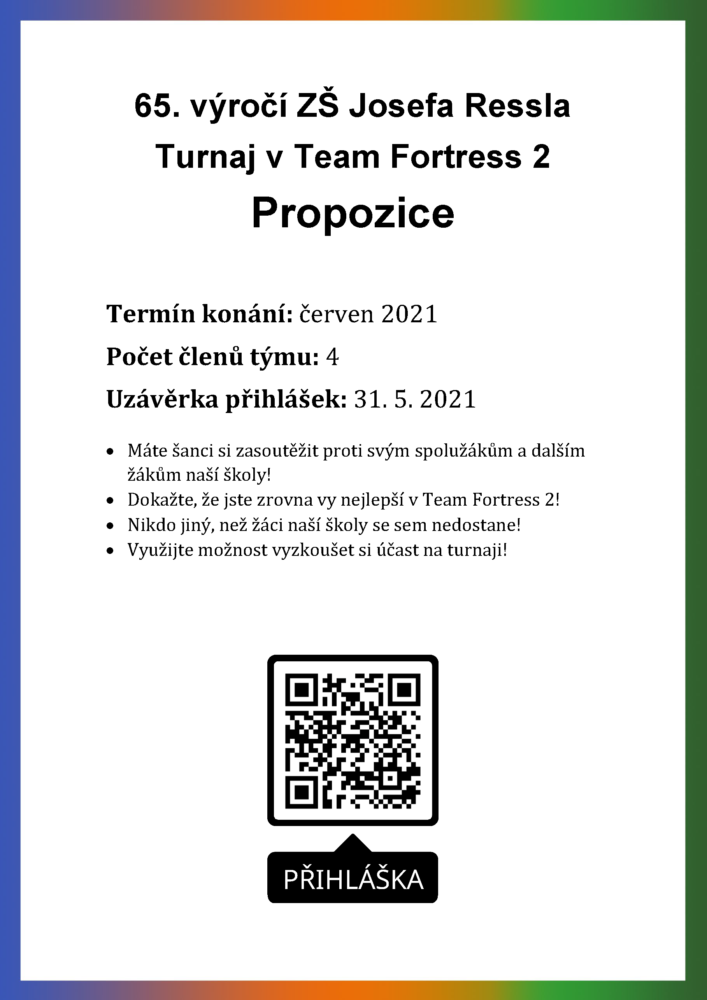 65. výročí ZŠ Josefa Ressla
Turnaj v Team Fortress 2
Propozice
Termín konání: červen 2021
Počet členů týmu: 4
Uzávěrka přihlášek: 31. 5. 2021
• Máte šanci si zasoutěžit proti svým spolužákům a dalším
žákům naší školy!
• Dokažte, že jste zrovna vy nejlepší v Team Fortress 2!
• Nikdo jiný, než žáci naší školy se sem nedostane!
• Využijte možnost vyzkoušet si účast na turnaji!
PŘIHLÁŠKA